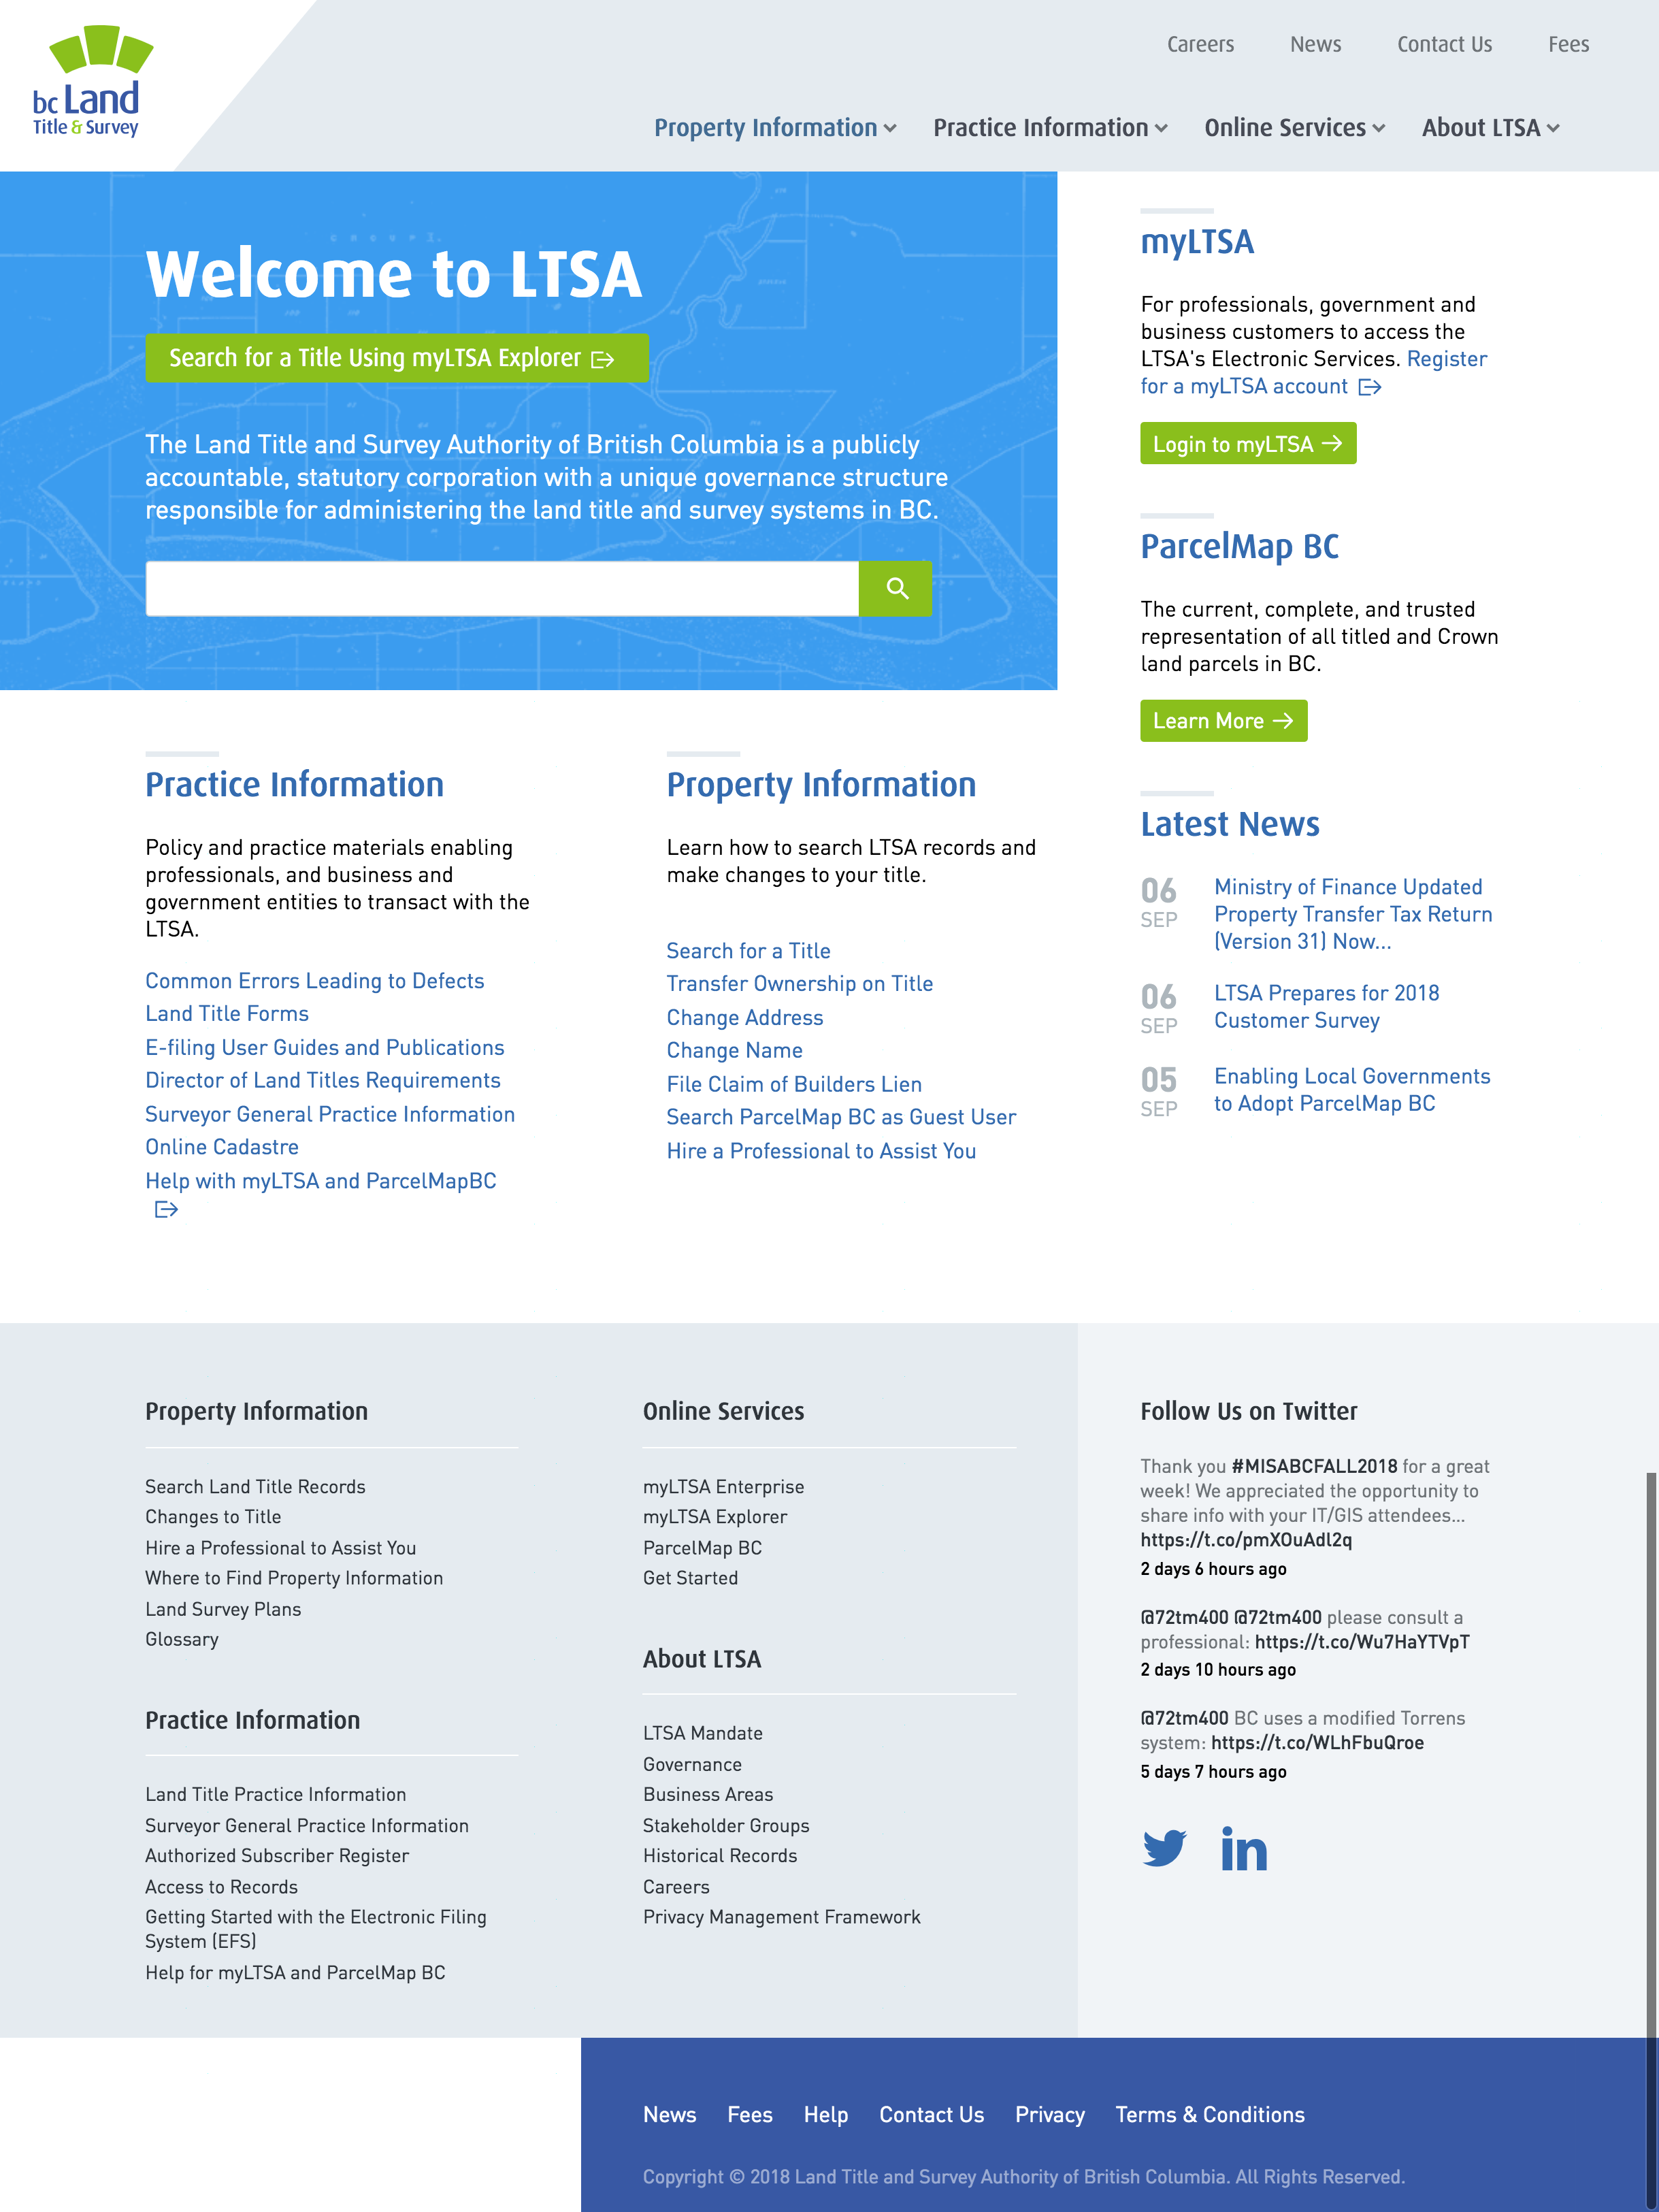 bc Land
Title & Survey
Careers
News
Contact Us
Fees
Property Information
Practice Information
Online Services
About LTSA
Welcome to LTSA
Search for a Title Using myLTSA Explorer
The Land Title and Survey Authority of British Columbia is a publicly
accountable, statutory corporation with a unique governance structure
responsible for administering the land title and survey systems in BC.
myLTSA
For professionals, government and
business customers to access the
LTSA's Electronic Services. Register
for a myLTSA account
Login to myLTSA
ParcelMap BC
The current, complete, and trusted
representation of all titled and Crown
land parcels in BC.
Learn More
Latest News
06
SEP
Ministry of Finance Updated
Property Transfer Tax Return
(Version 31) Now...
06
SEP
LTSA Prepares for 2018
Customer Survey
05
SEP
Enabling Local Governments
to Adopt ParcelMap BC
Practice Information
Policy and practice materials enabling
professionals, and business and
government entities to transact with the
LTSA.
Common Errors Leading to Defects
Land Title Forms
E-filing User Guides and Publications
Director of Land Titles Requirements
Surveyor General Practice Information
Online Cadastre
Help with myLTSA and ParcelMapBC
Property Information
Learn how to search LTSA records and
make changes to your title.
Search for a Title
Transfer Ownership on Title
Change Address
Change Name
File Claim of Builders Lien
Search ParcelMap BC as Guest User
Hire a Professional to Assist You
Property Information
Search Land Title Records
Changes to Title
Hire a Professional to Assist You
Where to Find Property Information
Land Survey Plans
Glossary
Practice Information
Land Title Practice Information
Surveyor General Practice Information
Authorized Subscriber Register
Access to Records
Getting Started with the Electronic Filing
System (EFS)
Help for myLTSA and ParcelMap BC
Online Services
myLTSA Enterprise
myLTSA Explorer
ParcelMap BC
Get Started
About LTSA
LTSA Mandate
Governance
Business Areas
Stakeholder Groups
Historical Records
Careers
Privacy Management Framework
Follow Us on Twitter
Thank you #MISABCFALL2018 for a great
week! We appreciated the opportunity to
share info with your IT/GIS attendees...
https://t.co/pmXOuAdl2q
2 days 6 hours ago
@72tm400 @72tm400 please consult a
professional: https://t.co/Wu7HaYTVpT
2 days 10 hours ago
@72tm400 BC uses a modified Torrens
system: https://t.co/WLhFbuQroe
5 days 7 hours ago
in
News
Fees
Help
Contact Us
Privacy
Terms & Conditions
Copyright © 2018 Land Title and Survey Authority of British Columbia. All Rights Reserved.